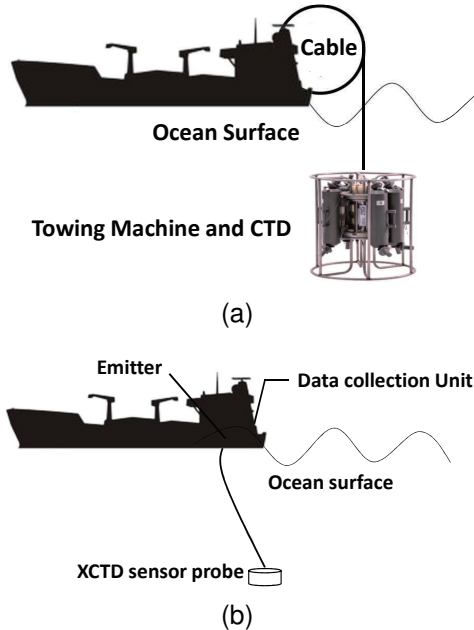 Cable
Ocean Surface
Towing Machine and CTD
(a)
Emitter
Data collection Unit
Ocean surface
XCTD sensor probe
(b)